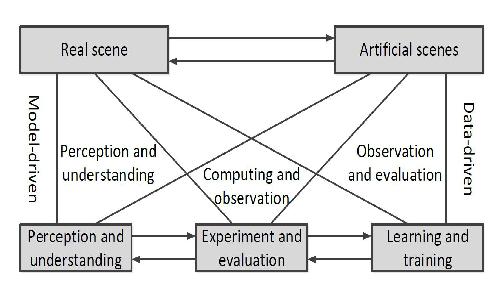 Real scene
Artificial scenes
Model-driven
Perception and
understanding
Computing and
observation
Observation
and evaluation
Data-driven
Perception and
understanding
Experiment and
evaluation
Learning and
training